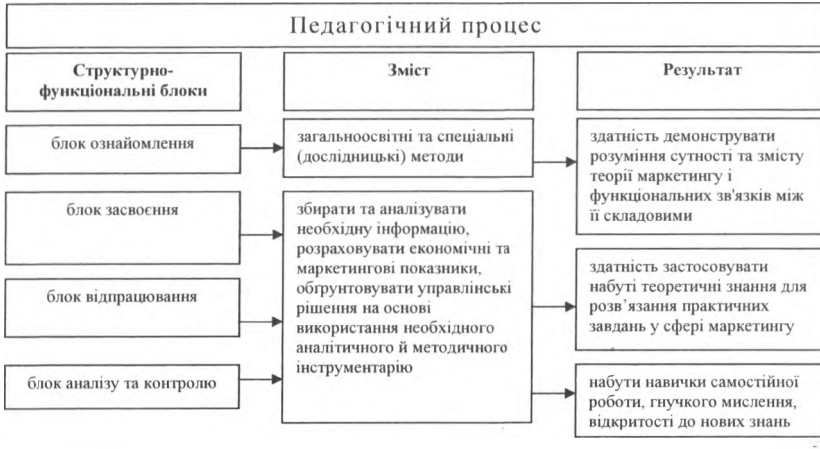 Педагогічний процес
Структурно-
функціональні блоки
Зміст
Результат
блок ознайомлення
загальноосвітні та спеціальні
(дослідницькі) методи
здатність демонструвати
розуміння сутності та змісту
теорії маркетингу і
функціональних зв'язків між
її складовими
блок засвоєння
збирати та аналізувати
необхідну інформацію,
розраховувати економічні та
маркетингові показники,
обґрунтовувати управлінські
рішення на основі
використання необхідного
аналітичного й методичного
інструментарію
блок відпрацювання
здатність застосовувати
набуті теоретичні знання для
розв’язання практичних
завдань у сфері маркетингу
блок аналізу та контролю
набути навички самостійної
роботи, гнучкого мислення,
відкритості до нових знань